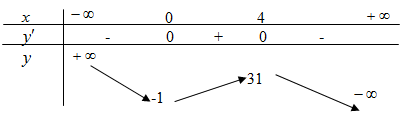 x −∞ 0 4 +∞
y′ - 0 + 0 -
y +∞ -1 31 −∞